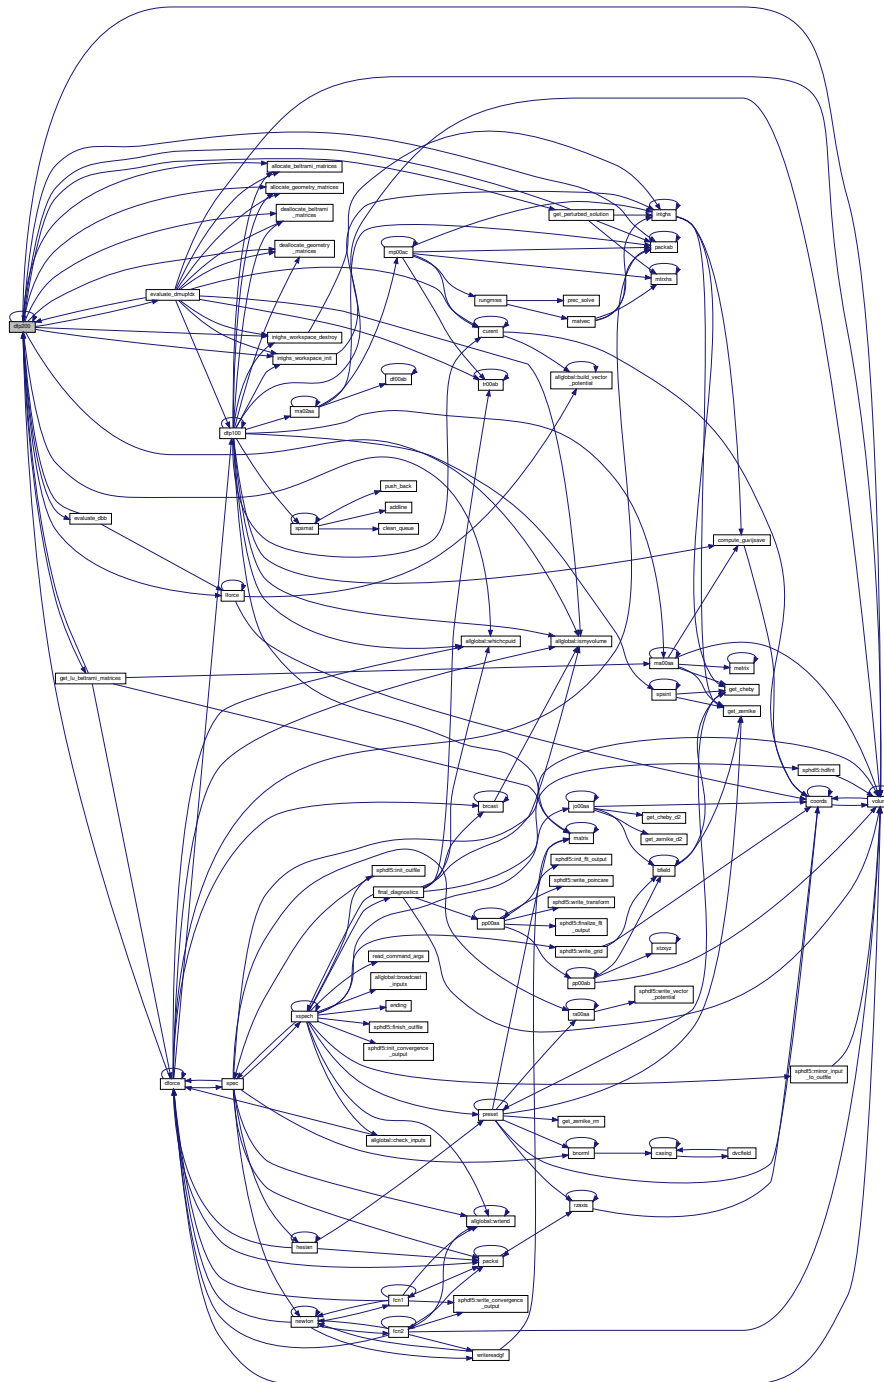 allocate_beltrami_matrices
allocate_geometry_matrices
deallocate_beltrami
_matrices
deallocate_geometry
_matrices
get_perturbed_solution
intghs
packab
mtrxhs
mp00ac
evaluate_dmupfdx
rungmres
prec_solve
matvec
dfp200
curent
intghs_workspace_destroy
intghs_workspace_init
df00ab
tr00ab
allglobal::build_vector
_potential
ma02aa
dfp100
push_back
addline
clean_queue
spsmat
evaluate_dbb
compute_guvijsave
lforce
allglobal::whichcpuid
allglobal::ismyvolume
get_lu_beltrami_matrices
ma00aa
metrix
get_cheby
spsint
get_zernike
sphdf5::hdfint
coords
brcast
jo00aa
get_cheby_d2
matrix
get_zernike_d2
sphdf5::init_flt_output
sphdf5::init_outfile
bfield
sphdf5::write_poincare
final_diagnostics
sphdf5::write_transform
pp00aa
sphdf5::finalize_flt
_output
stzxyz
sphdf5::write_grid
read_command_args
pp00ab
allglobal::broadcast
_inputs
sphdf5::write_vector
_potential
ending
ra00aa
xspech
sphdf5::finish_outfile
sphdf5::init_convergence
_output
sphdf5::minor_input
_to_outfile
dforce
spec
preset
get_zernike_rm
allglobal::check_inputs
bnorml
casing
dvcfield
rzaxis
allglobal::wrtend
hesian
packxi
fcn1
sphdf5::write_convergence
_output
newton
fcn2
writereadgf